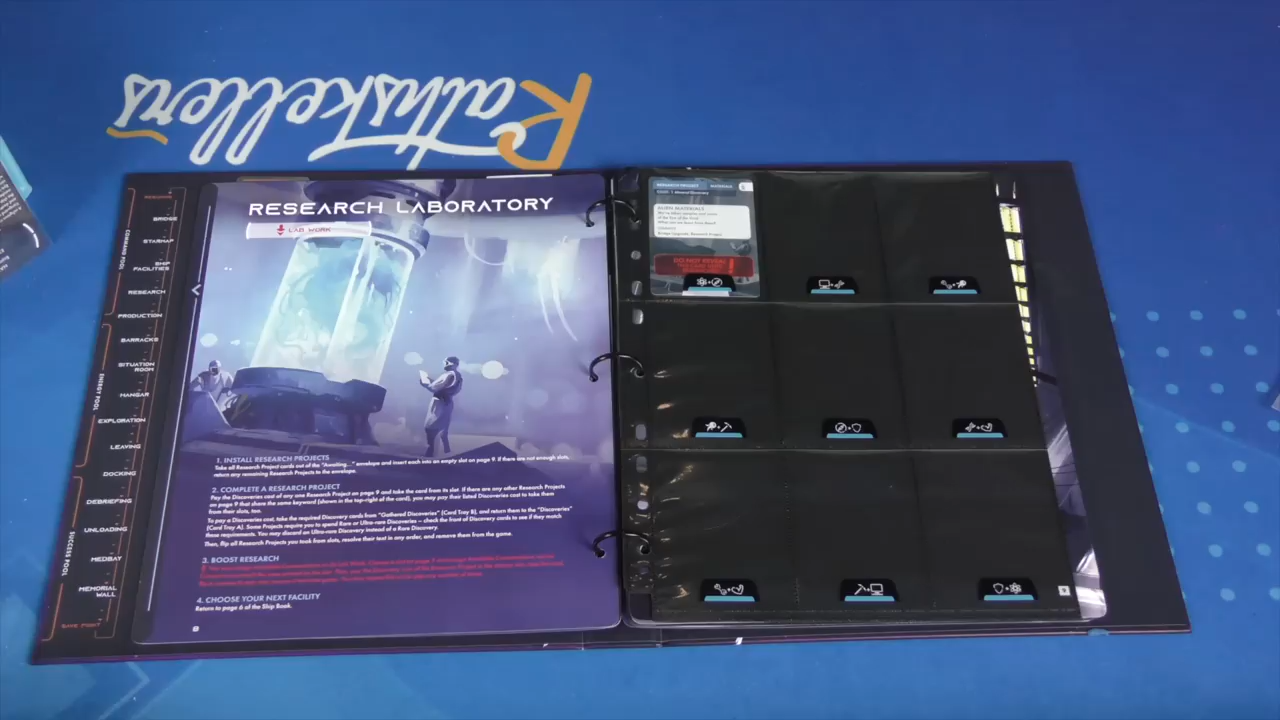 Rathskellers
RESEARCH LABORATORY
LAB WORK
RESUME
BRIDGE
STARMAP
SHIP
FACILITIES
RESEARCH
PRODUCTION
BARRACKS
SITUATION
ROOM
HANGAR
EXPLORATION
LEAVING
DOCKING
DEBRIEFING
UNLOADING
MEDBAY
MEMORIAL
WALL
SAVE POINT
COMMAND POOL
ENERGY POOL
SUCCESS POOL
1. INSTALL RESEARCH PROJECTS
Take all Research Project cards out of the "Awaiting..." envelope and insert each into an empty slot on page 9. If there are not enough slots,
return any remaining Research Projects to the envelope.
2. COMPLETE A RESEARCH PROJECT
Pay the Discoveries cost of any one Research Project on page 9 and take the card from its slot. If there are any other Research Projects
on page 9 that share the same keyword (shown in the top-right of the card), you may pay their listed Discoveries cost to take them
from their slots, too.
To pay a Discoveries cost, take the required Discovery cards from "Gathered Discoveries" (Card Tray B), and return them to the "Discoveries"
(Card Tray A). Some Projects require you to spend Rare or Ultra-rare Discoveries – check the front of Discovery cards to see if they match
these requirements. You may discard an Ultra-rare Discovery instead of a Rare Discovery.
Then, flip all Research Projects you took from slots, resolve their text in any order, and remove them from the game.
3. BOOST RESEARCH
4. CHOOSE YOUR NEXT FACILITY
Return to page 6 of the Ship Book.
RESEARCH PROJECT MATERIALS
DO NOT REVEAL